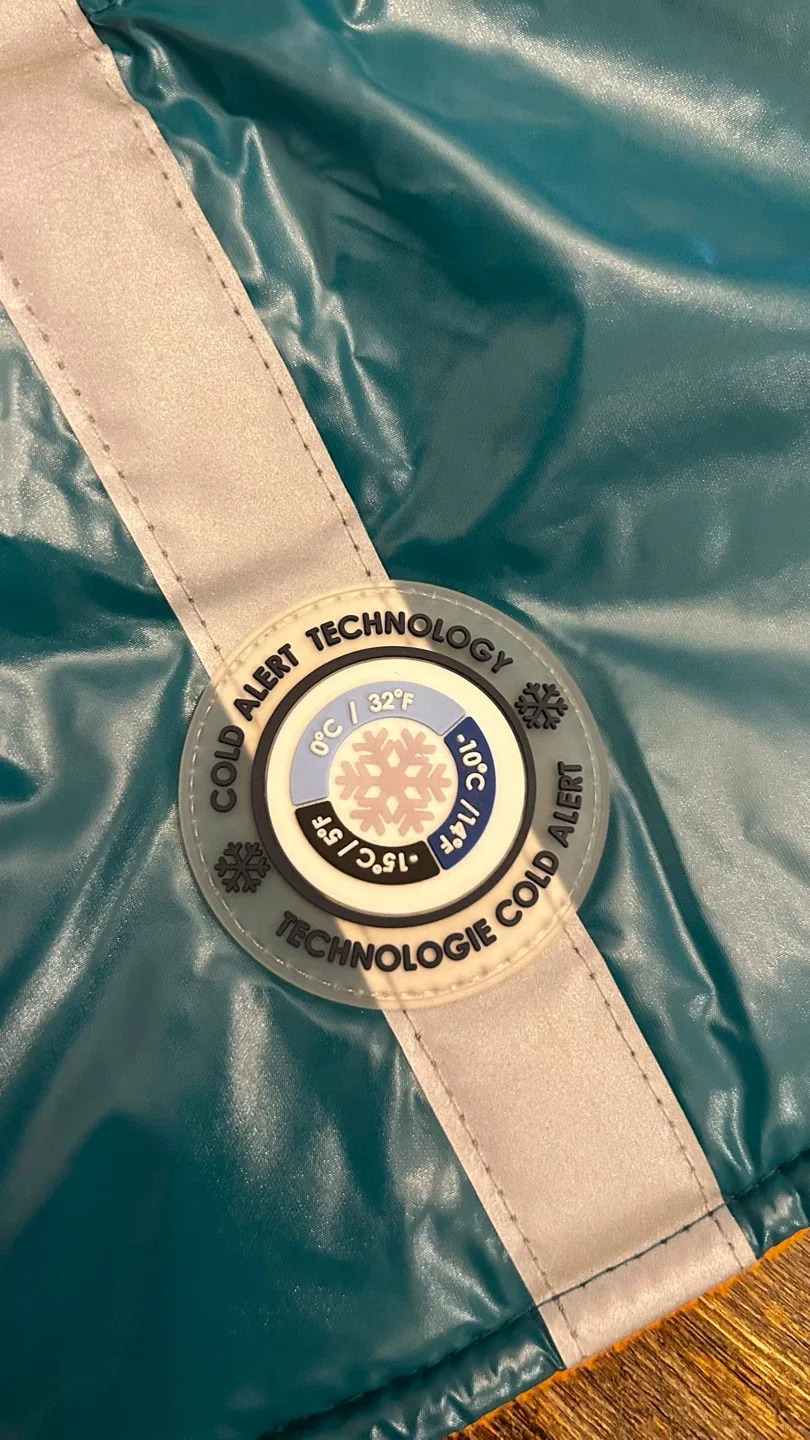 COLD ALERT TECHNOLOGY
0°C / 32°F
-10°C /14°F
-15°C / 5°F
TECHNOLOGIE COLD ALERT